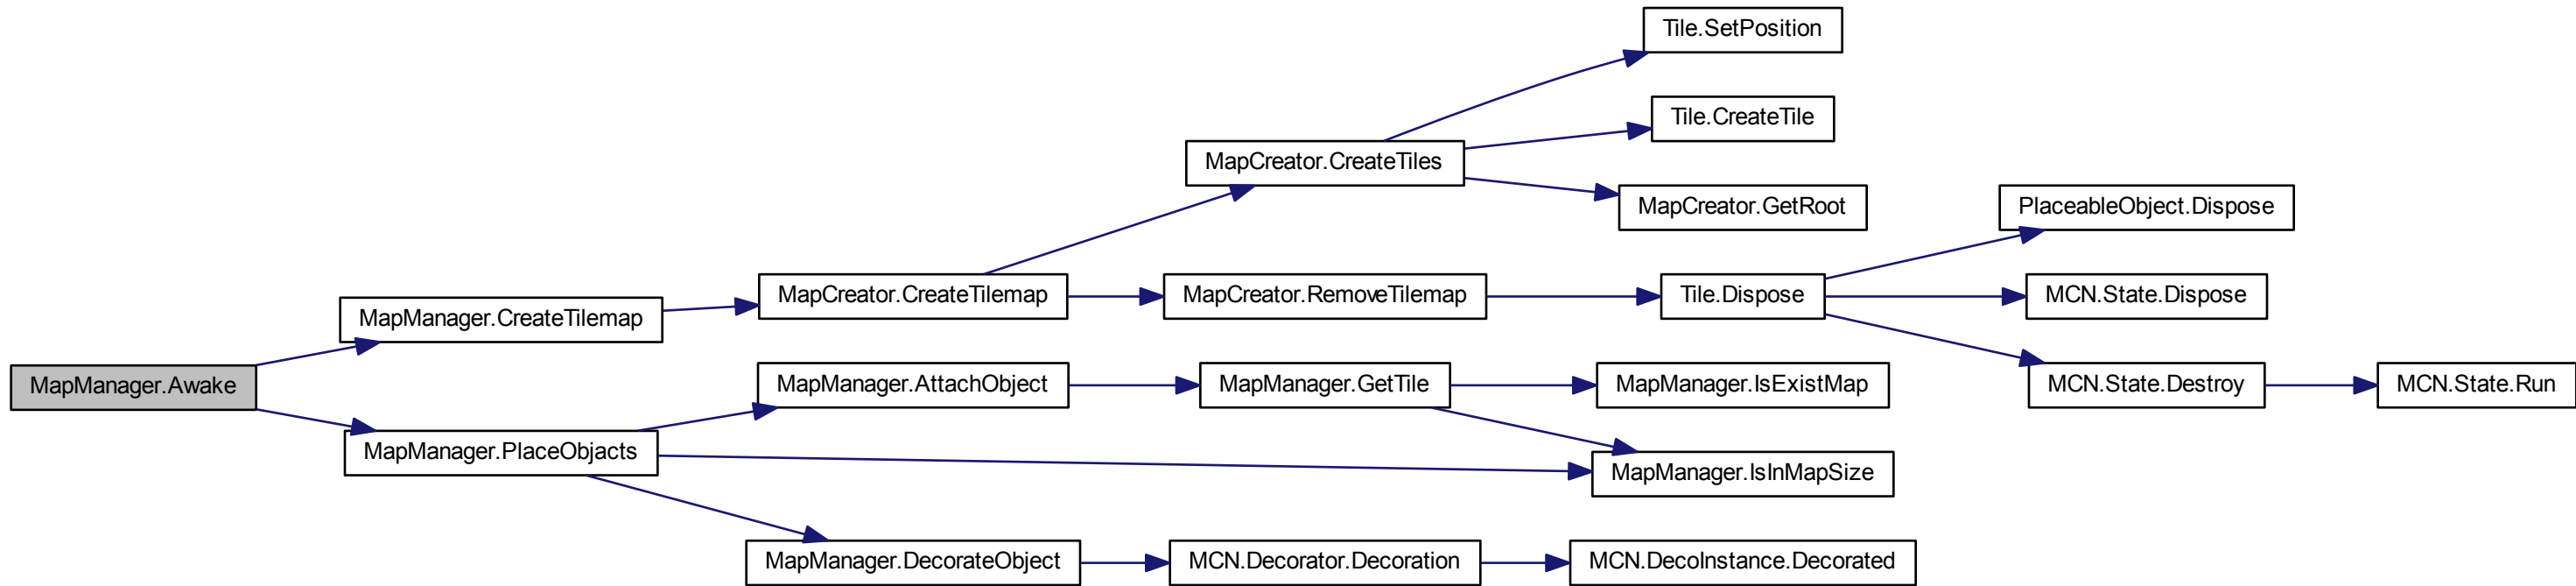 Tile.SetPosition
Tile.CreateTile
MapCreator.CreateTiles
MapCreator.GetRoot
PlaceableObject.Dispose
MapCreator.CreateTilemap
MapCreator.RemoveTilemap
Tile.Dispose
MCN.State.Dispose
MapManager.CreateTilemap
MapManager.Awake
MapManager.AttachObject
MapManager.GetTile
MapManager.IsExistMap
MCN.State.Destroy
MCN.State.Run
MapManager.PlaceObjacts
MapManager.IsInMapSize
MapManager.DecorateObject
MCN.Decorator.Decoration
MCN.DecoInstance.Decorated